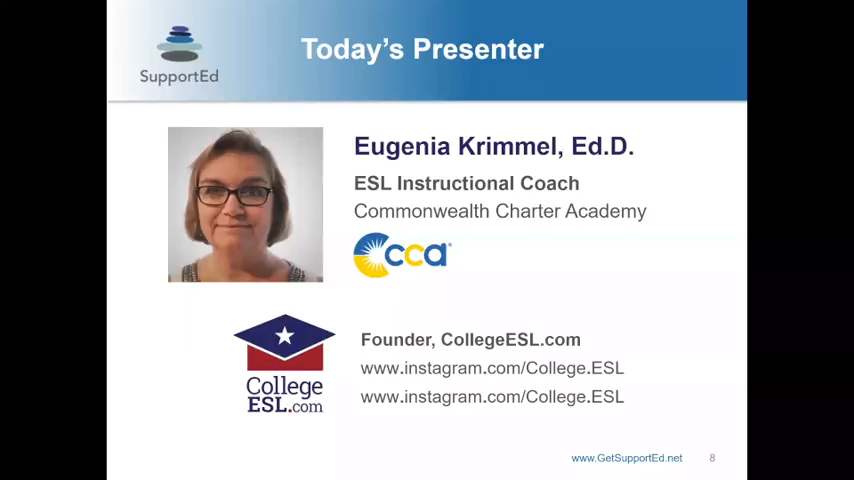 SupportEd
Today's Presenter
Eugenia Krimmel, Ed.D.
ESL Instructional Coach
Commonwealth Charter Academy
cca®
College
ESL.com
Founder, CollegeESL.com
www.instagram.com/College.ESL
www.instagram.com/College.ESL
www.GetSupportEd.net 8